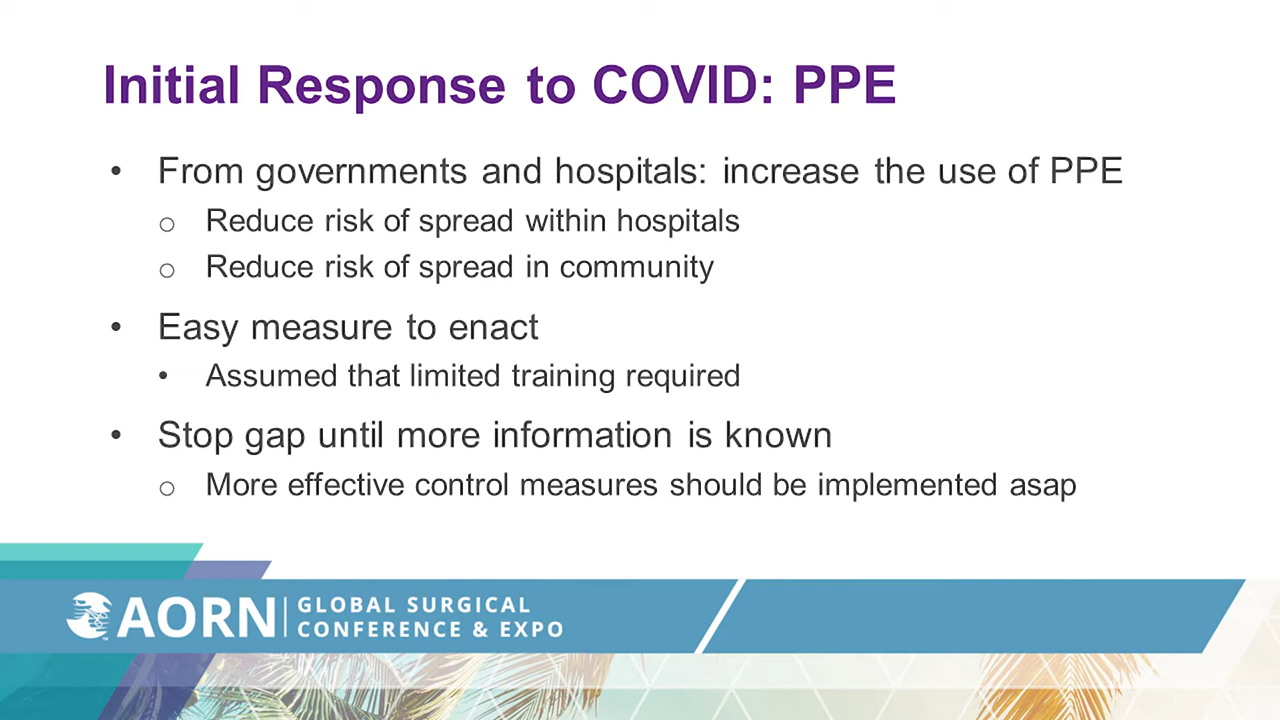 Initial Response to COVID: PPE
• From governments and hospitals: increase the use of PPE
o Reduce risk of spread within hospitals
o Reduce risk of spread in community
• Easy measure to enact
• Assumed that limited training required
• Stop gap until more information is known
o More effective control measures should be implemented asap
AORN GLOBAL SURGICAL
CONFERENCE & EXPO